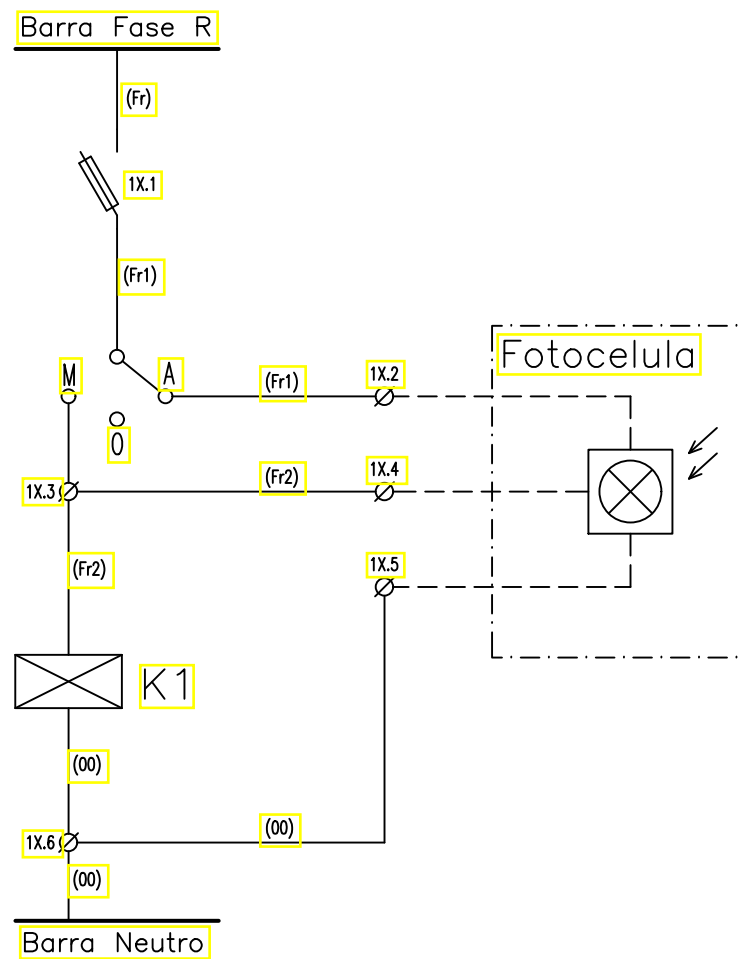 Barra Fase R
(Fr)
1X.1
(Fr1)
Fotocelula
M
A
(Fr1)
1X.2
0
1X.3
(Fr2)
1X.4
(Fr2)
1X.5
K1
(00)
(00)
1X.6
(00)
Barra Neutro